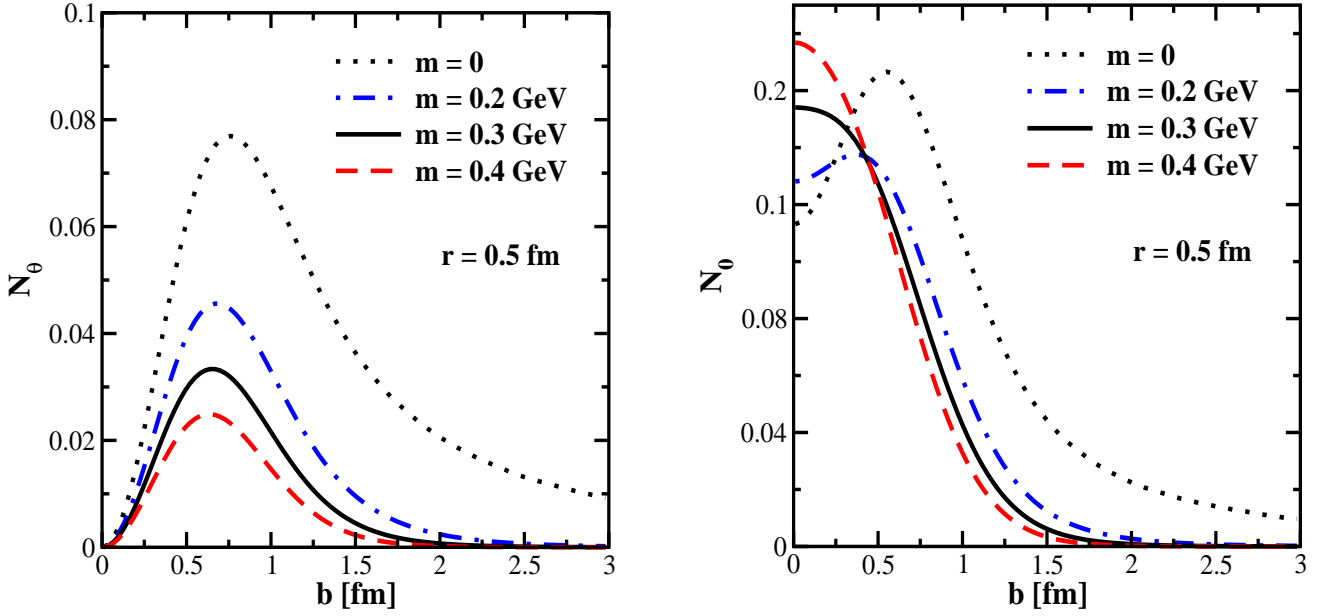 0.1
0.08
0.06
0.04
0.02
0
N_θ
m = 0
m = 0.2 GeV
m = 0.3 GeV
m = 0.4 GeV
r = 0.5 fm
0 0.5 1 1.5 2 2.5 3
b [fm]
0.2
0.1
0.08
0.04
0
N_0
m = 0
m = 0.2 GeV
m = 0.3 GeV
m = 0.4 GeV
r = 0.5 fm
0 0.5 1 1.5 2 2.5 3
b [fm]